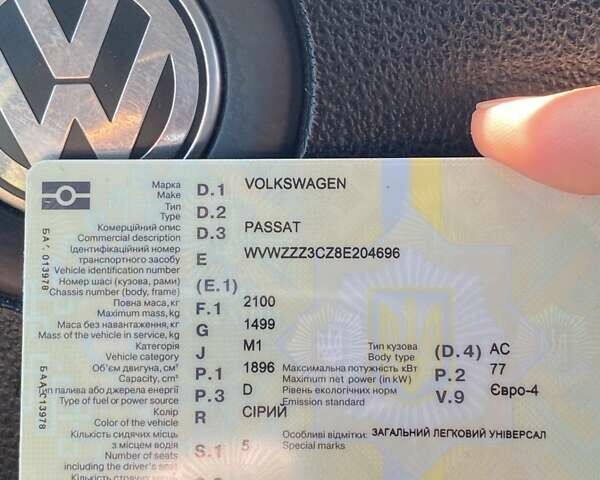 Марка D.1 VOLKSWAGEN
Make
Тип D.2
Type
Комерційний опис D.3 PASSAT
Commercial description
Ідентифікаційний номер
транспортного засобу E WVWZZZ3CZ8E204696
Vehicle identification number
Номер шасі (кузова, рами) (E.1)
Chassis number (body, frame)
Повна маса, кг F.1 2100
Maximum mass, kg
Маса без навантаження, кг G 1499
Mass of the vehicle in service, kg
Категорія J M1 Тип кузова (D.4) AC
Vehicle category Body type
Об'єм двигуна, см³ P.1 1896 Максимальна потужність кВт P.2 77
Capacity, cm³ Maximum net power (in kW)
Тип палива або джерела енергії P.3 D Рівень екологічних норм V.9 Євро-4
Type of fuel or power source Emission standard
Колір R СІРИЙ
Color of the vehicle
Кількість сидячих місць Особливі відмітки: ЗАГАЛЬНИЙ ЛЕГКОВИЙ УНІВЕРСАЛ
з місцем водія S.1 5 Special marks
Number of seats
including the driver's seat
Кількість стоячих
013978
013978